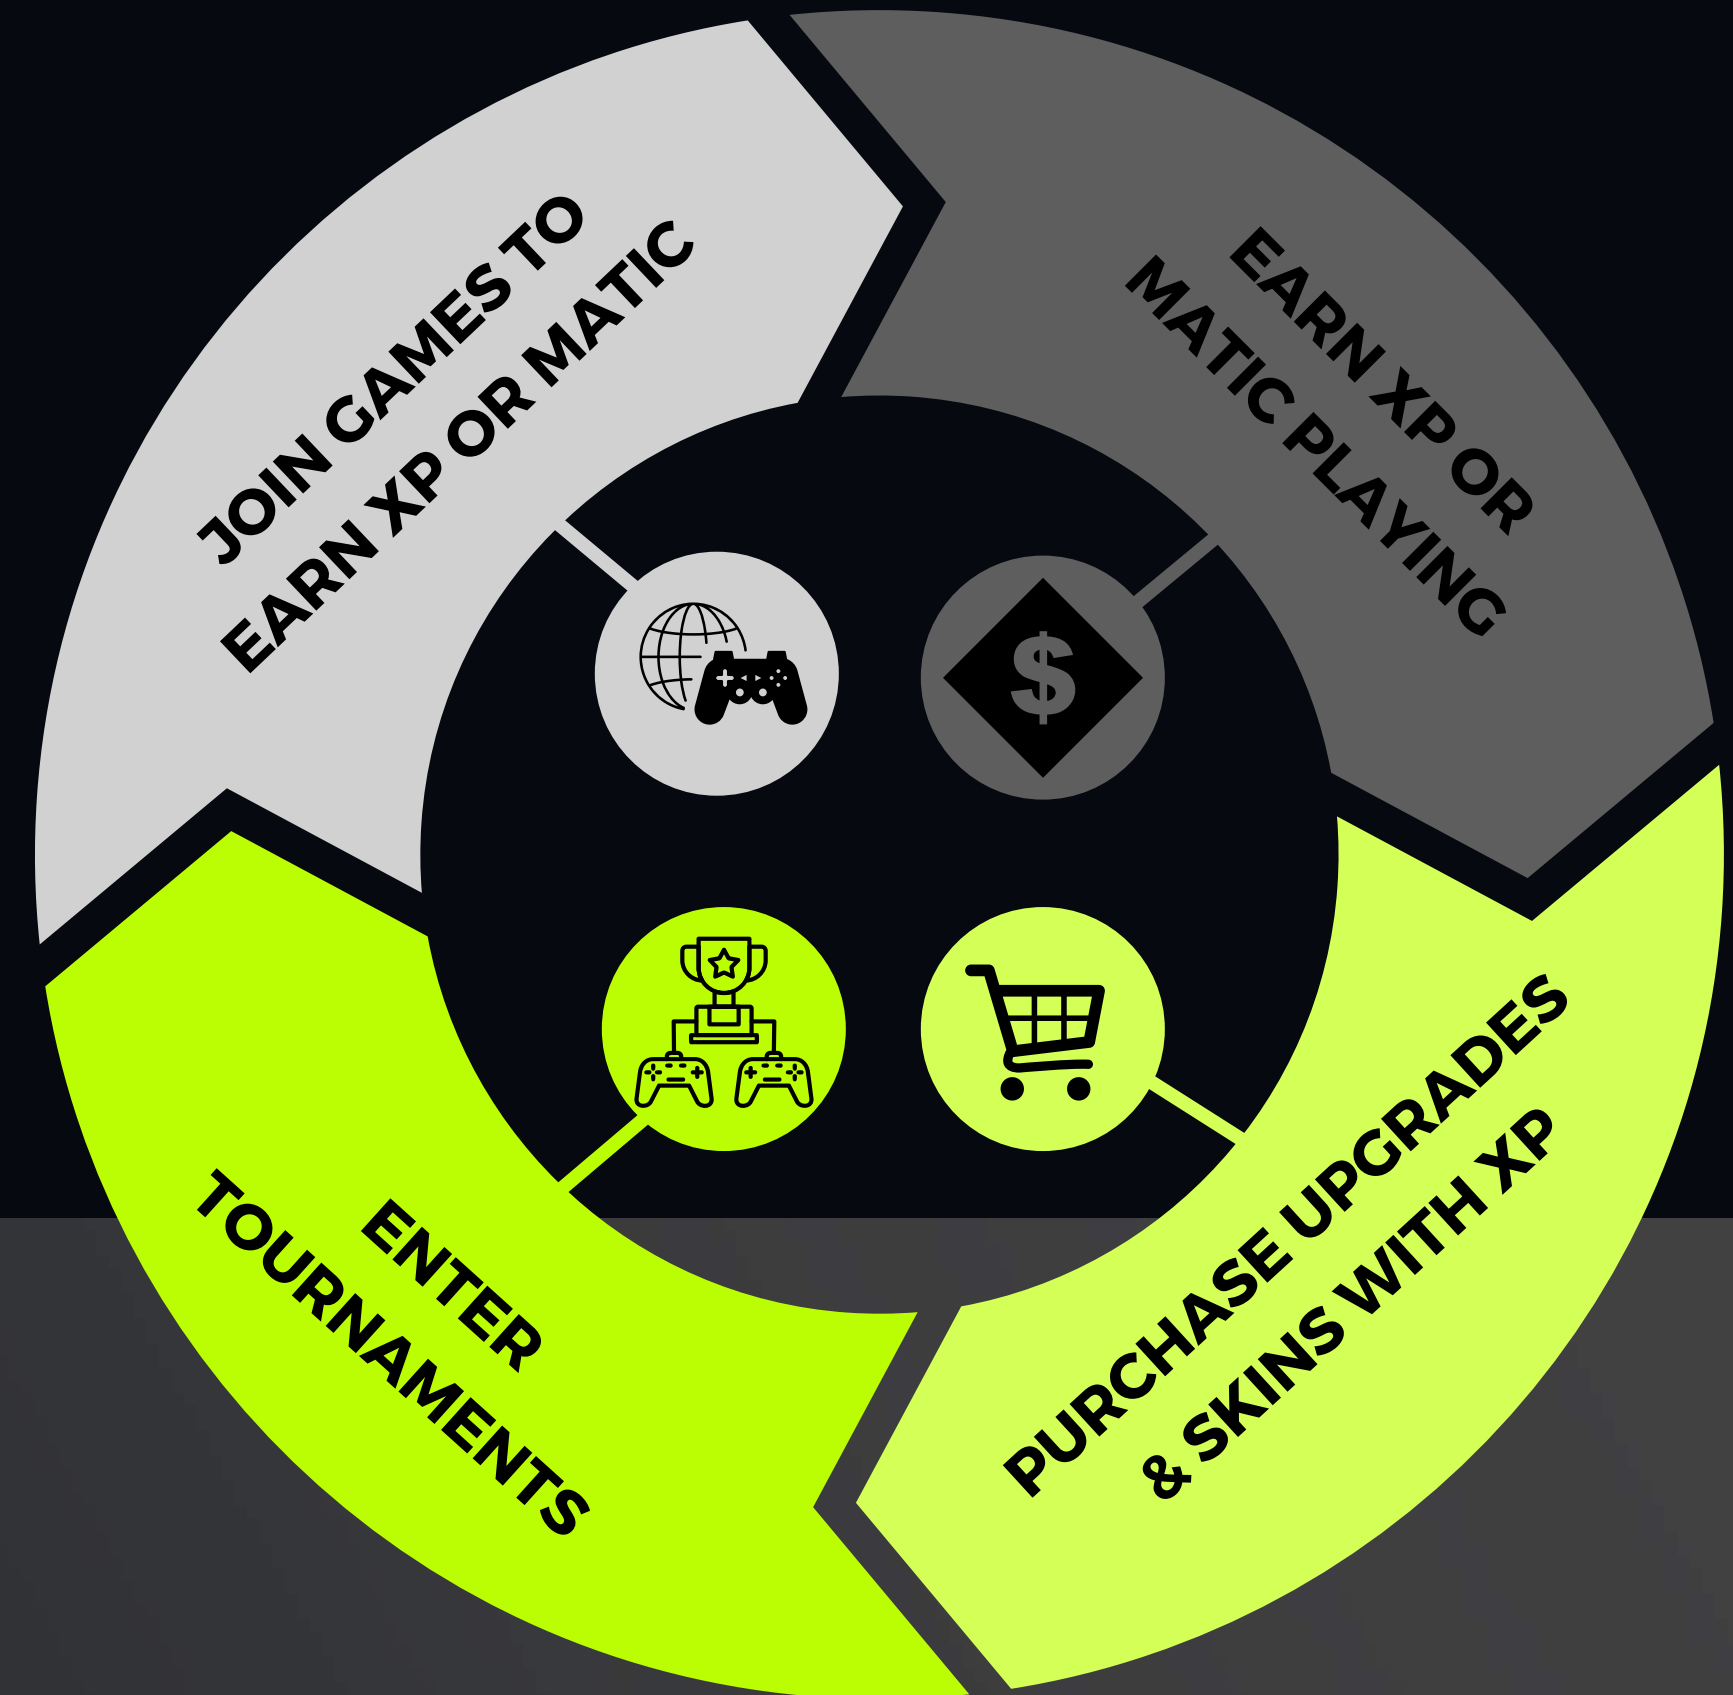 JOIN GAMES TO
EARN XP OR MATIC
EARN XP OR
MATIC PLAYING
PURCHASE UPGRADES
& SKINS WITH XP
ENTER
TOURNAMENTS
$